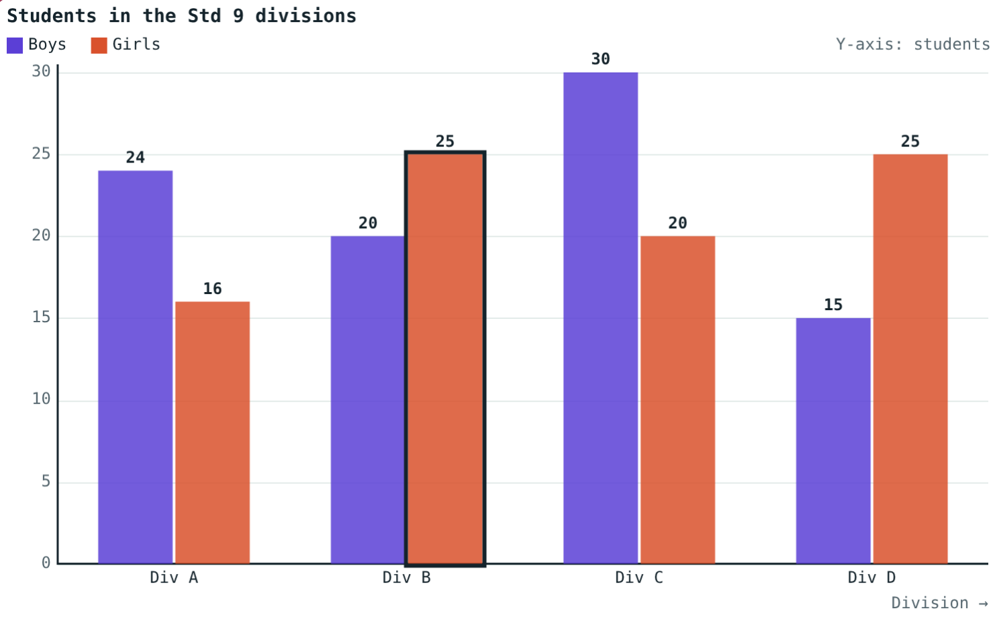 Students in the Std 9 divisions
Boys Girls Y-axis: students
30
25
20
15
10
5
0
24 16 20 25 30 20 15 25
Div A Div B Div C Div D
Division →